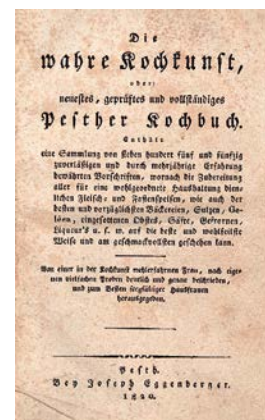 Die
wahre Kochkunst,
oder:
neuestes, geprüftes und vollständiges
Pesther Kochbuch.
Enthält
eine Sammlung von sieben hundert fünf und fünfzig
zuverläßigen und durch mehrjährige Erfahrung
bewährten Vorschriften, wornach die Zubereitung
aller für eine wohlgeordnete Haushaltung dien-
lichen Fleisch- und Fastenspeisen, wie auch der
besten und vorzüglichsten Bäckereien, Sulzen, Ge-
léen, eingesottenen Obstes, Säfte, Gefrornen,
Liqueur's u. s. w. auf die beste und wohlfeilste
Weise und am geschmackvollsten geschehen kann.
Von einer in der Kochkunst mehrerfahrnen Frau, nach eige-
nen vielfachen Proben deutlich und genau beschrieben,
und zum Besten sorgfältiger Hausfrauen
herausgegeben.
Pesth.
Bey Joseph Eggenberger.
1820.